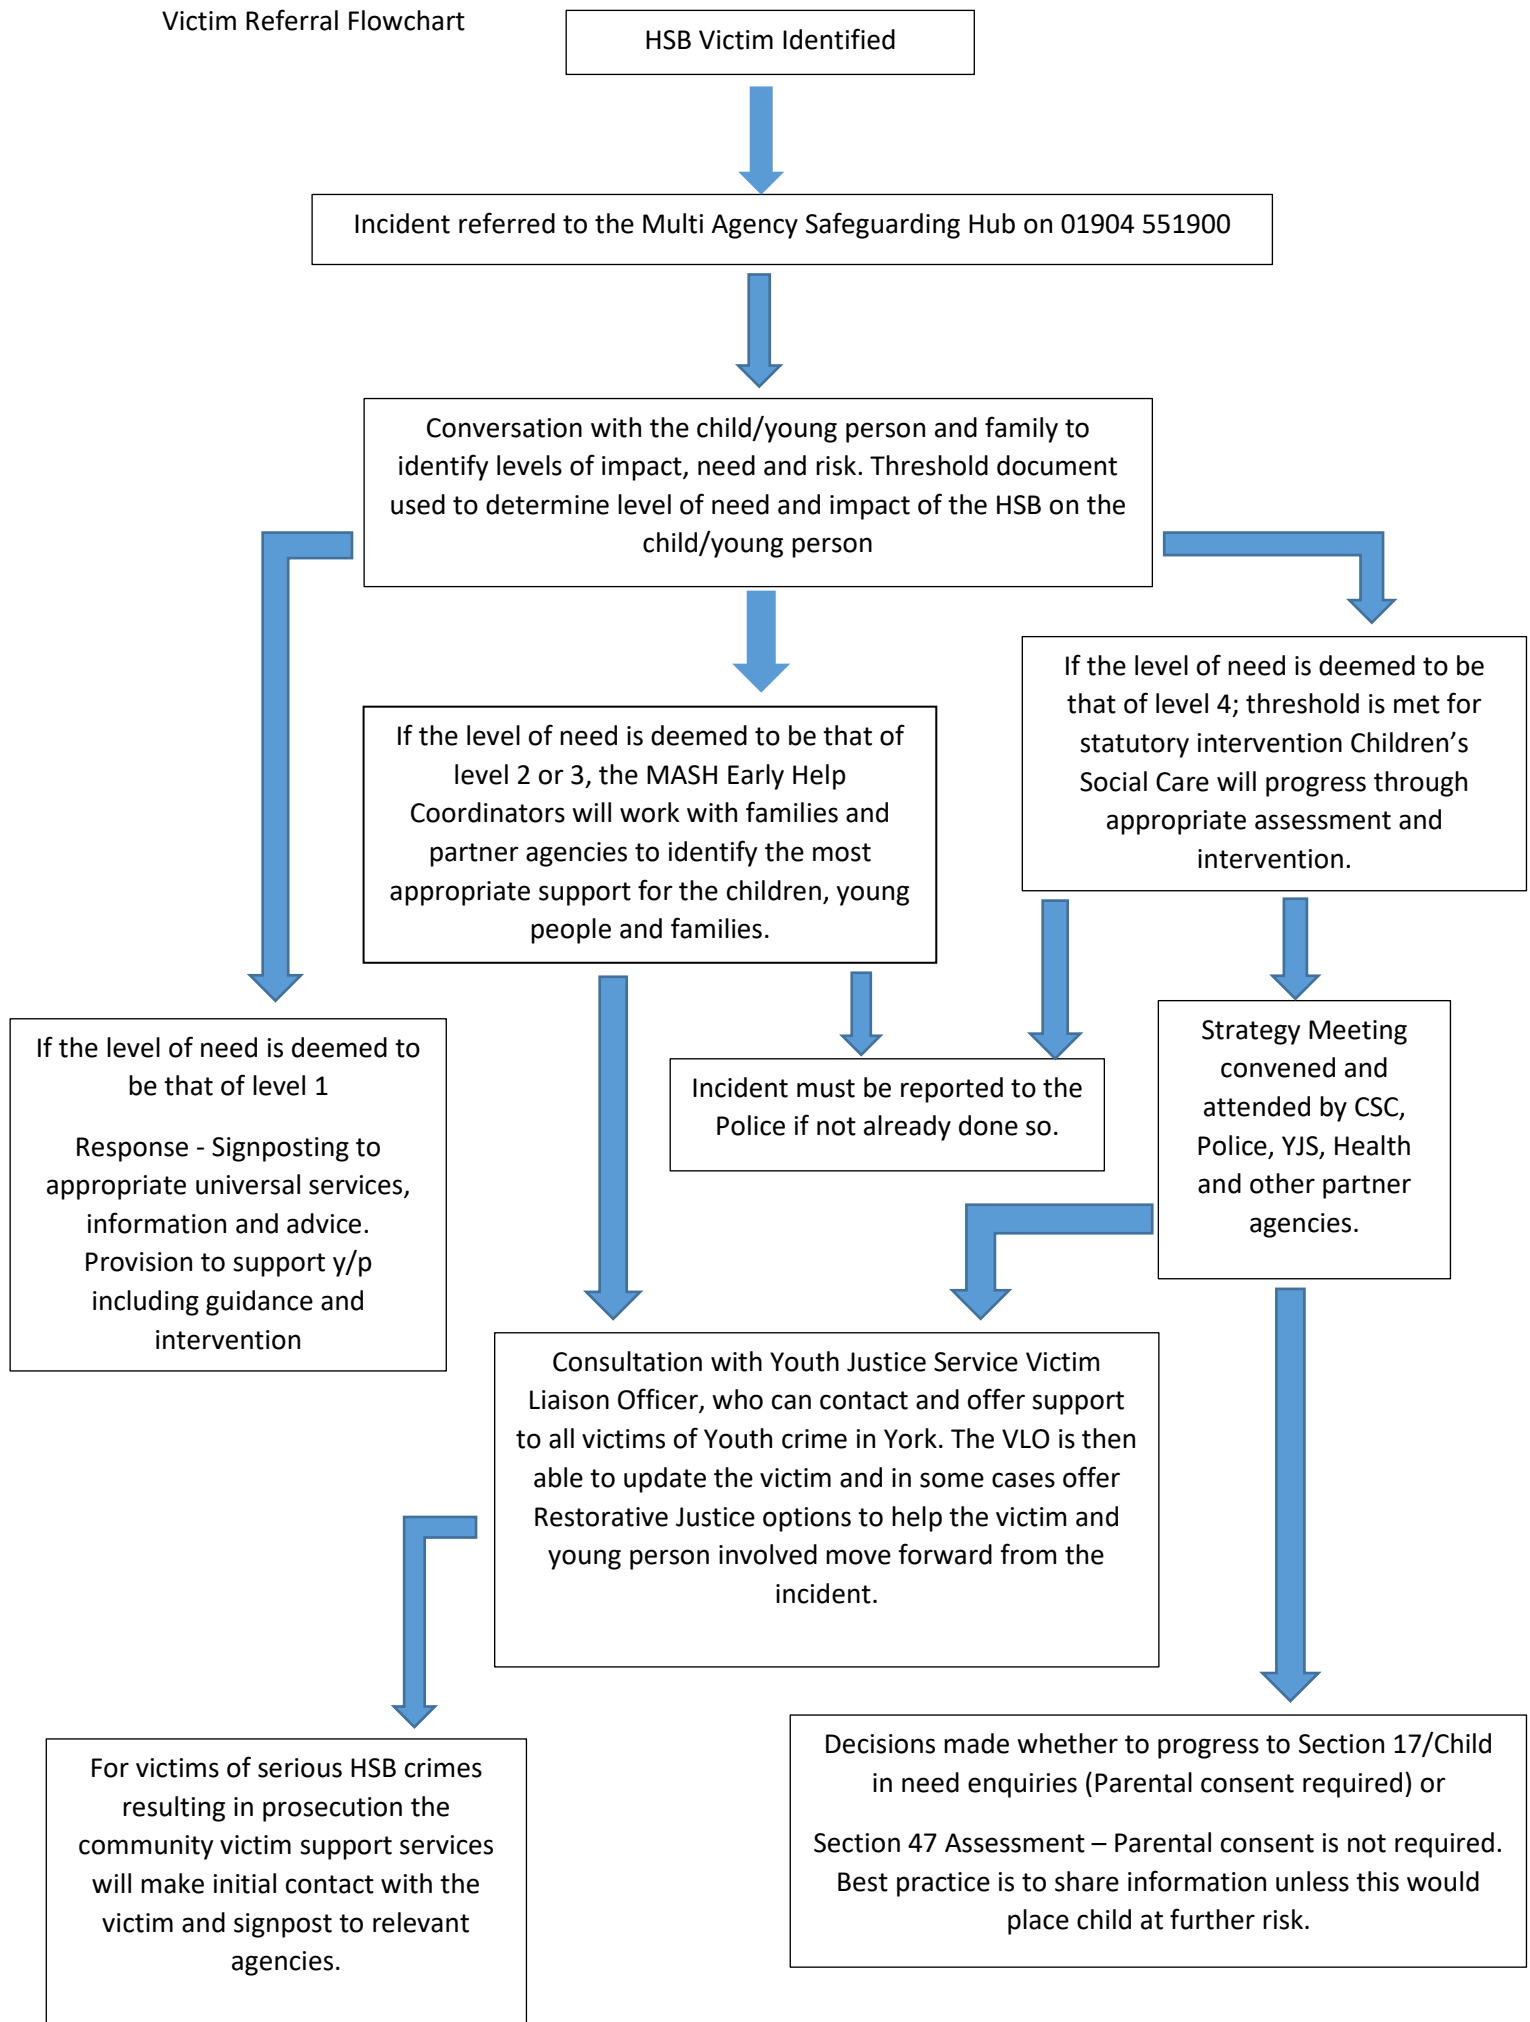 Victim Referral Flowchart
HSB Victim Identified
Incident referred to the Multi Agency Safeguarding Hub on 01904 551900
Conversation with the child/young person and family to
identify levels of impact, need and risk. Threshold document
used to determine level of need and impact of the HSB on the
child/young person
If the level of need is deemed to be
that of level 4; threshold is met for
statutory intervention Children’s
Social Care will progress through
appropriate assessment and
intervention.
If the level of need is deemed to be that of
level 2 or 3, the MASH Early Help
Coordinators will work with families and
partner agencies to identify the most
appropriate support for the children, young
people and families.
If the level of need is deemed to
be that of level 1
Response - Signposting to
appropriate universal services,
information and advice.
Provision to support y/p
including guidance and
intervention
Incident must be reported to the
Police if not already done so.
Strategy Meeting
convened and
attended by CSC,
Police, YJS, Health
and other partner
agencies.
Consultation with Youth Justice Service Victim
Liaison Officer, who can contact and offer support
to all victims of Youth crime in York. The VLO is then
able to update the victim and in some cases offer
Restorative Justice options to help the victim and
young person involved move forward from the
incident.
For victims of serious HSB crimes
resulting in prosecution the
community victim support services
will make initial contact with the
victim and signpost to relevant
agencies.
Decisions made whether to progress to Section 17/Child
in need enquiries (Parental consent required) or
Section 47 Assessment – Parental consent is not required.
Best practice is to share information unless this would
place child at further risk.